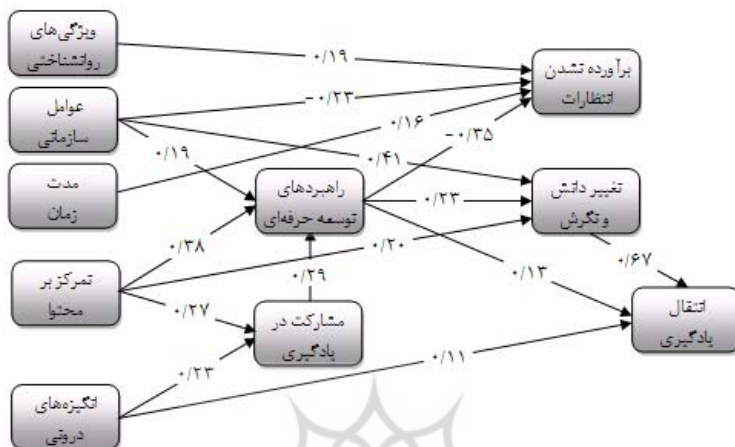 ویژگی‌های
روانشناختی
عوامل
سازمانی
مدت
زمان
تمرکز بر
محتوا
انگیزه‌های
درونی
راهبردهای
توسعه حرفه‌ای
مشارکت در
یادگیری
برآورده نشدن
انتظارات
تغییر دانش
و نگرش
انتقال
یادگیری
۰/۱۹
-۰/۲۳
۰/۱۶
۰/۱۹
۰/۴۱
-۰/۳۵
۰/۲۳
۰/۳۸
۰/۲۰
۰/۲۹
۰/۱۳
۰/۶۷
۰/۲۷
۰/۲۳
۰/۱۱